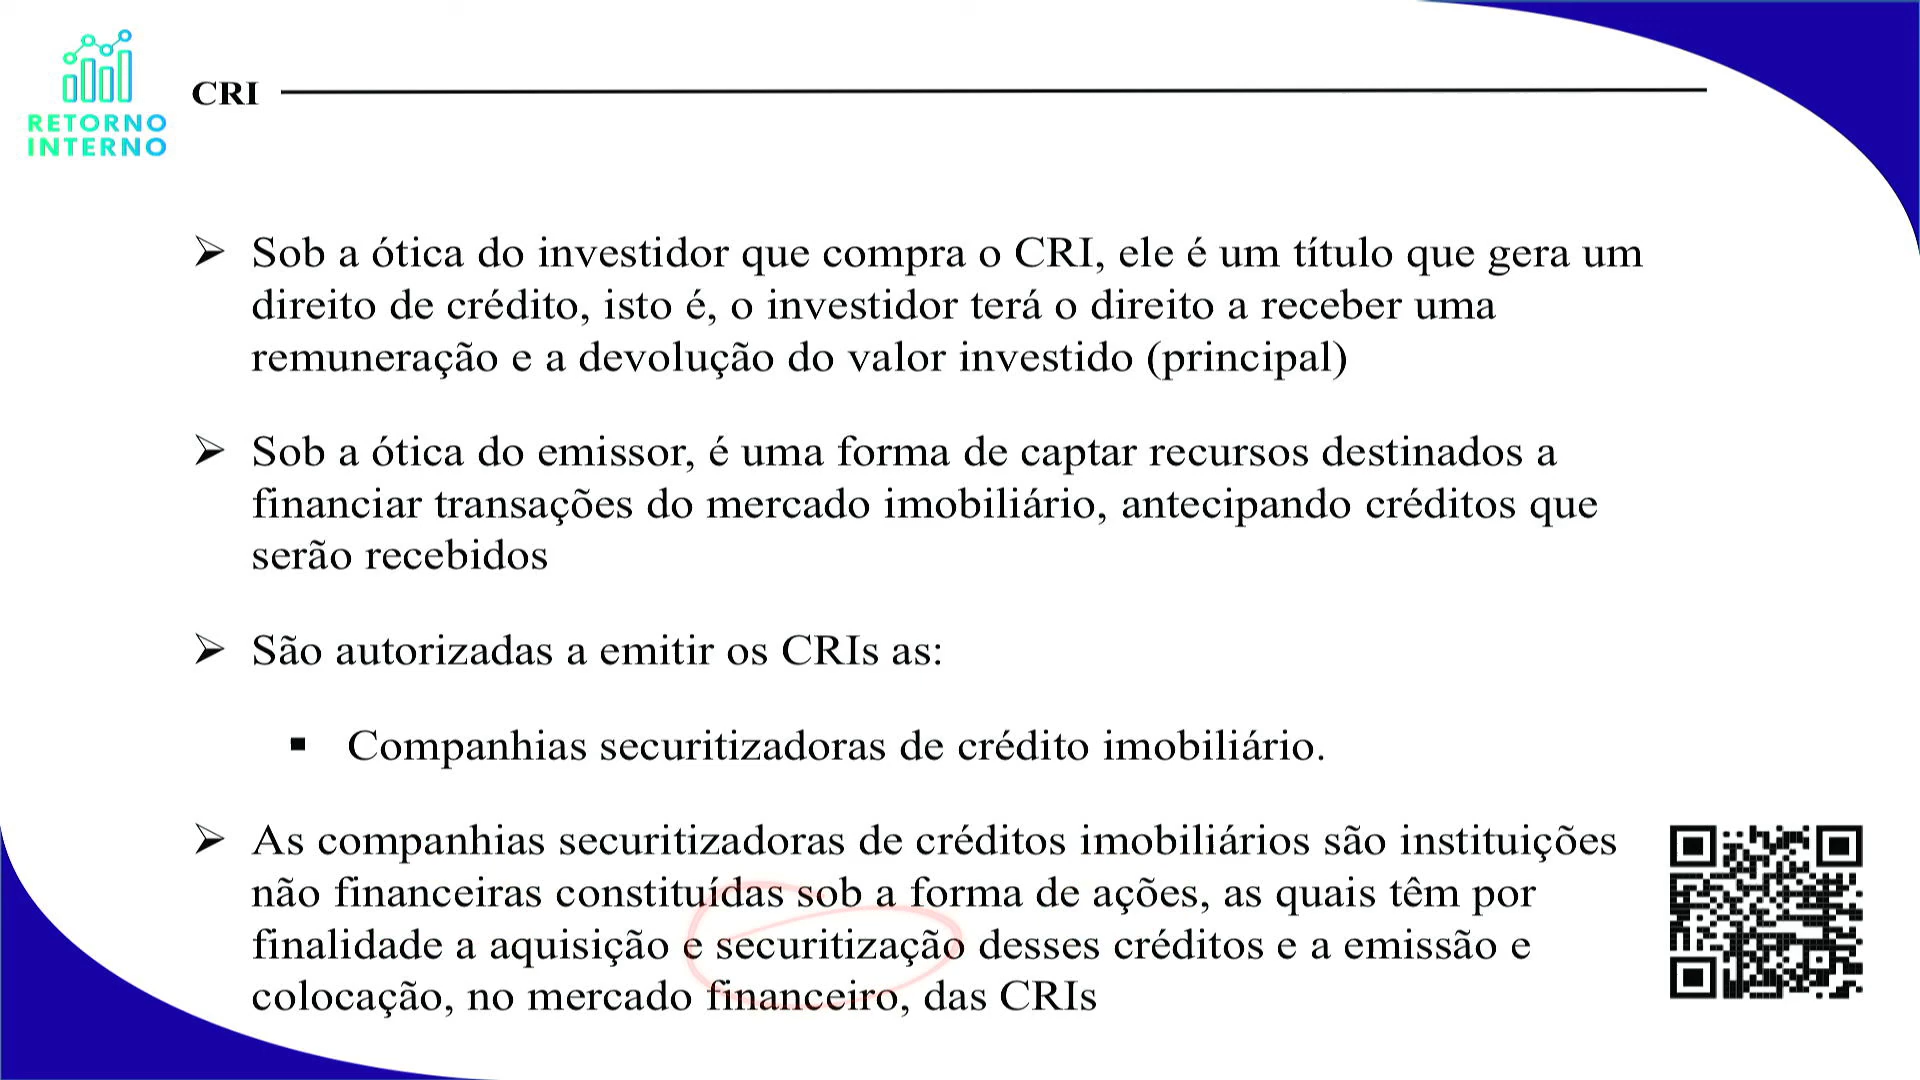 RETORNO
INTERNO
CRI
Sob a ótica do investidor que compra o CRI, ele é um título que gera um
direito de crédito, isto é, o investidor terá o direito a receber uma
remuneração e a devolução do valor investido (principal)
Sob a ótica do emissor, é uma forma de captar recursos destinados a
financiar transações do mercado imobiliário, antecipando créditos que
serão recebidos
São autorizadas a emitir os CRIs as:
Companhias securitizadoras de crédito imobiliário.
As companhias securitizadoras de créditos imobiliários são instituições
não financeiras constituídas sob a forma de ações, as quais têm por
finalidade a aquisição e securitização desses créditos e a emissão e
colocação, no mercado financeiro, das CRIs